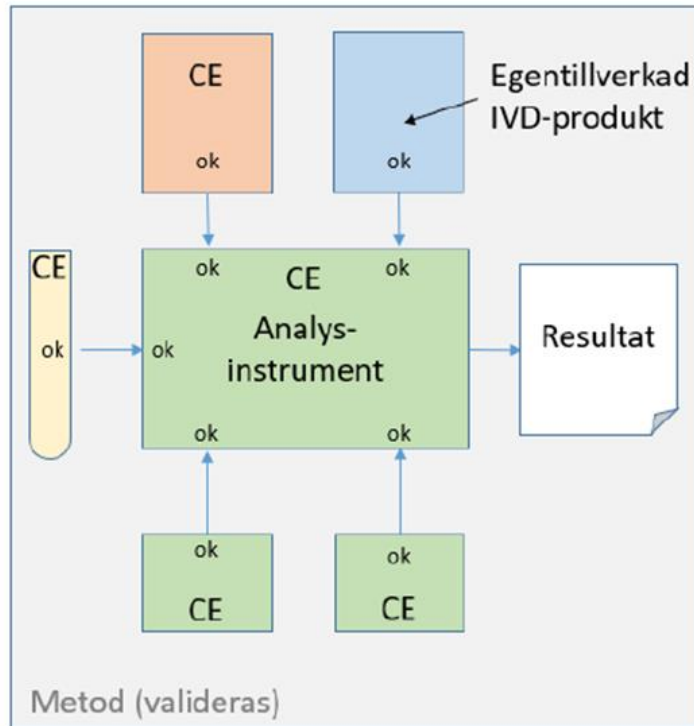 CE
ok
Egentillverkad
IVD-produkt
ok
CE
ok
ok
ok
CE
ok
Analys-
instrument
ok
ok
Resultat
ok
CE
ok
CE
Metod (valideras)